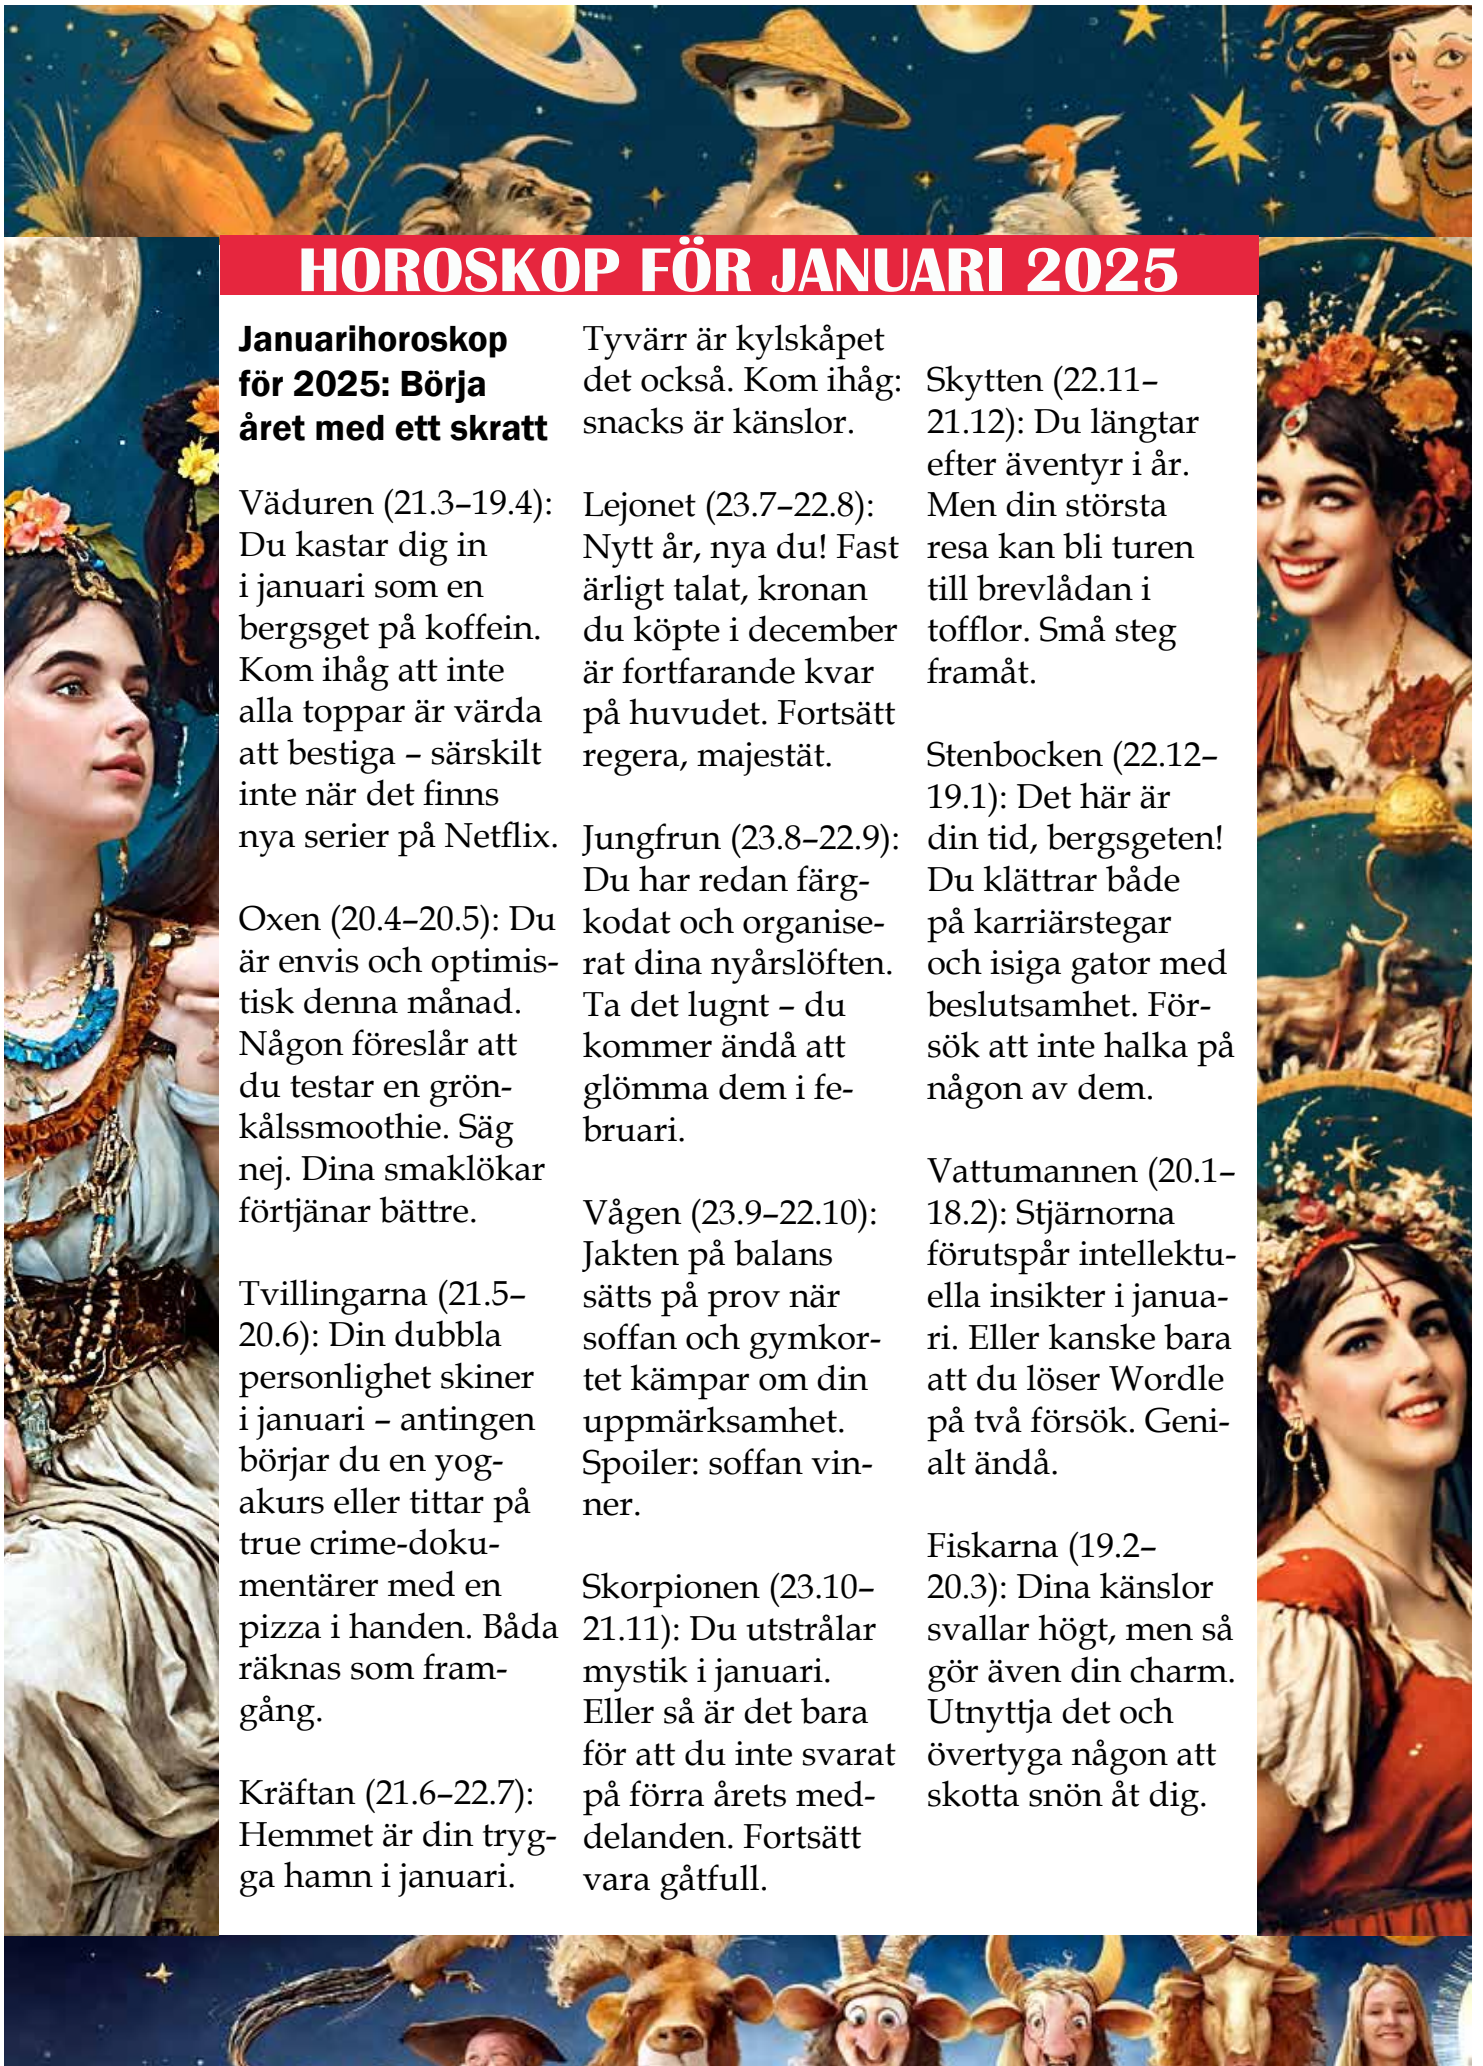 HOROSKOP FÖR JANUARI 2025
Januarihoroskop
för 2025: Börja
året med ett skratt
Väduren (21.3–19.4):
Du kastar dig in
i januari som en
bergsget på koffein.
Kom ihåg att inte
alla toppar är värda
att bestiga – särskilt
inte när det finns
nya serier på Netflix.
Oxen (20.4–20.5): Du
är envis och optimis-
tisk denna månad.
Någon föreslår att
du testar en grön-
kålssmoothie. Säg
nej. Dina smaklökar
förtjänar bättre.
Tvillingarna (21.5–
20.6): Din dubbla
personlighet skiner
i januari – antingen
börjar du en yog-
akurs eller tittar på
true crime-doku-
mentärer med en
pizza i handen. Båda
räknas som fram-
gång.
Kräftan (21.6–22.7):
Hemmet är din tryg-
ga hamn i januari.
Tyvärr är kylskåpet
det också. Kom ihåg:
snacks är känslor.
Lejonet (23.7–22.8):
Nytt år, nya du! Fast
ärligt talat, kronan
du köpte i december
är fortfarande kvar
på huvudet. Fortsätt
regera, majestät.
Jungfrun (23.8–22.9):
Du har redan färg-
kodat och organise-
rat dina nyårslöften.
Ta det lugnt – du
kommer ändå att
glömma dem i fe-
bruari.
Vågen (23.9–22.10):
Jakten på balans
sätts på prov när
soffan och gymkor-
tet kämpar om din
uppmärksamhet.
Spoiler: soffan vin-
ner.
Skorpionen (23.10–
21.11): Du utstrålar
mystik i januari.
Eller så är det bara
för att du inte svarat
på förra årets med-
delanden. Fortsätt
vara gåtfull.
Skytten (22.11–
21.12): Du längtar
efter äventyr i år.
Men din största
resa kan bli turen
till brevlådan i
tofflor. Små steg
framåt.
Stenbocken (22.12–
19.1): Det här är
din tid, bergsgeten!
Du klättrar både
på karriärstegar
och isiga gator med
beslutsamhet. För-
sök att inte halka på
någon av dem.
Vattumannen (20.1–
18.2): Stjärnorna
förutspår intellektu-
ella insikter i janua-
ri. Eller kanske bara
att du löser Wordle
på två försök. Geni-
alt ändå.
Fiskarna (19.2–
20.3): Dina känslor
svallar högt, men så
gör även din charm.
Utnyttja det och
övertyga någon att
skotta snön åt dig.